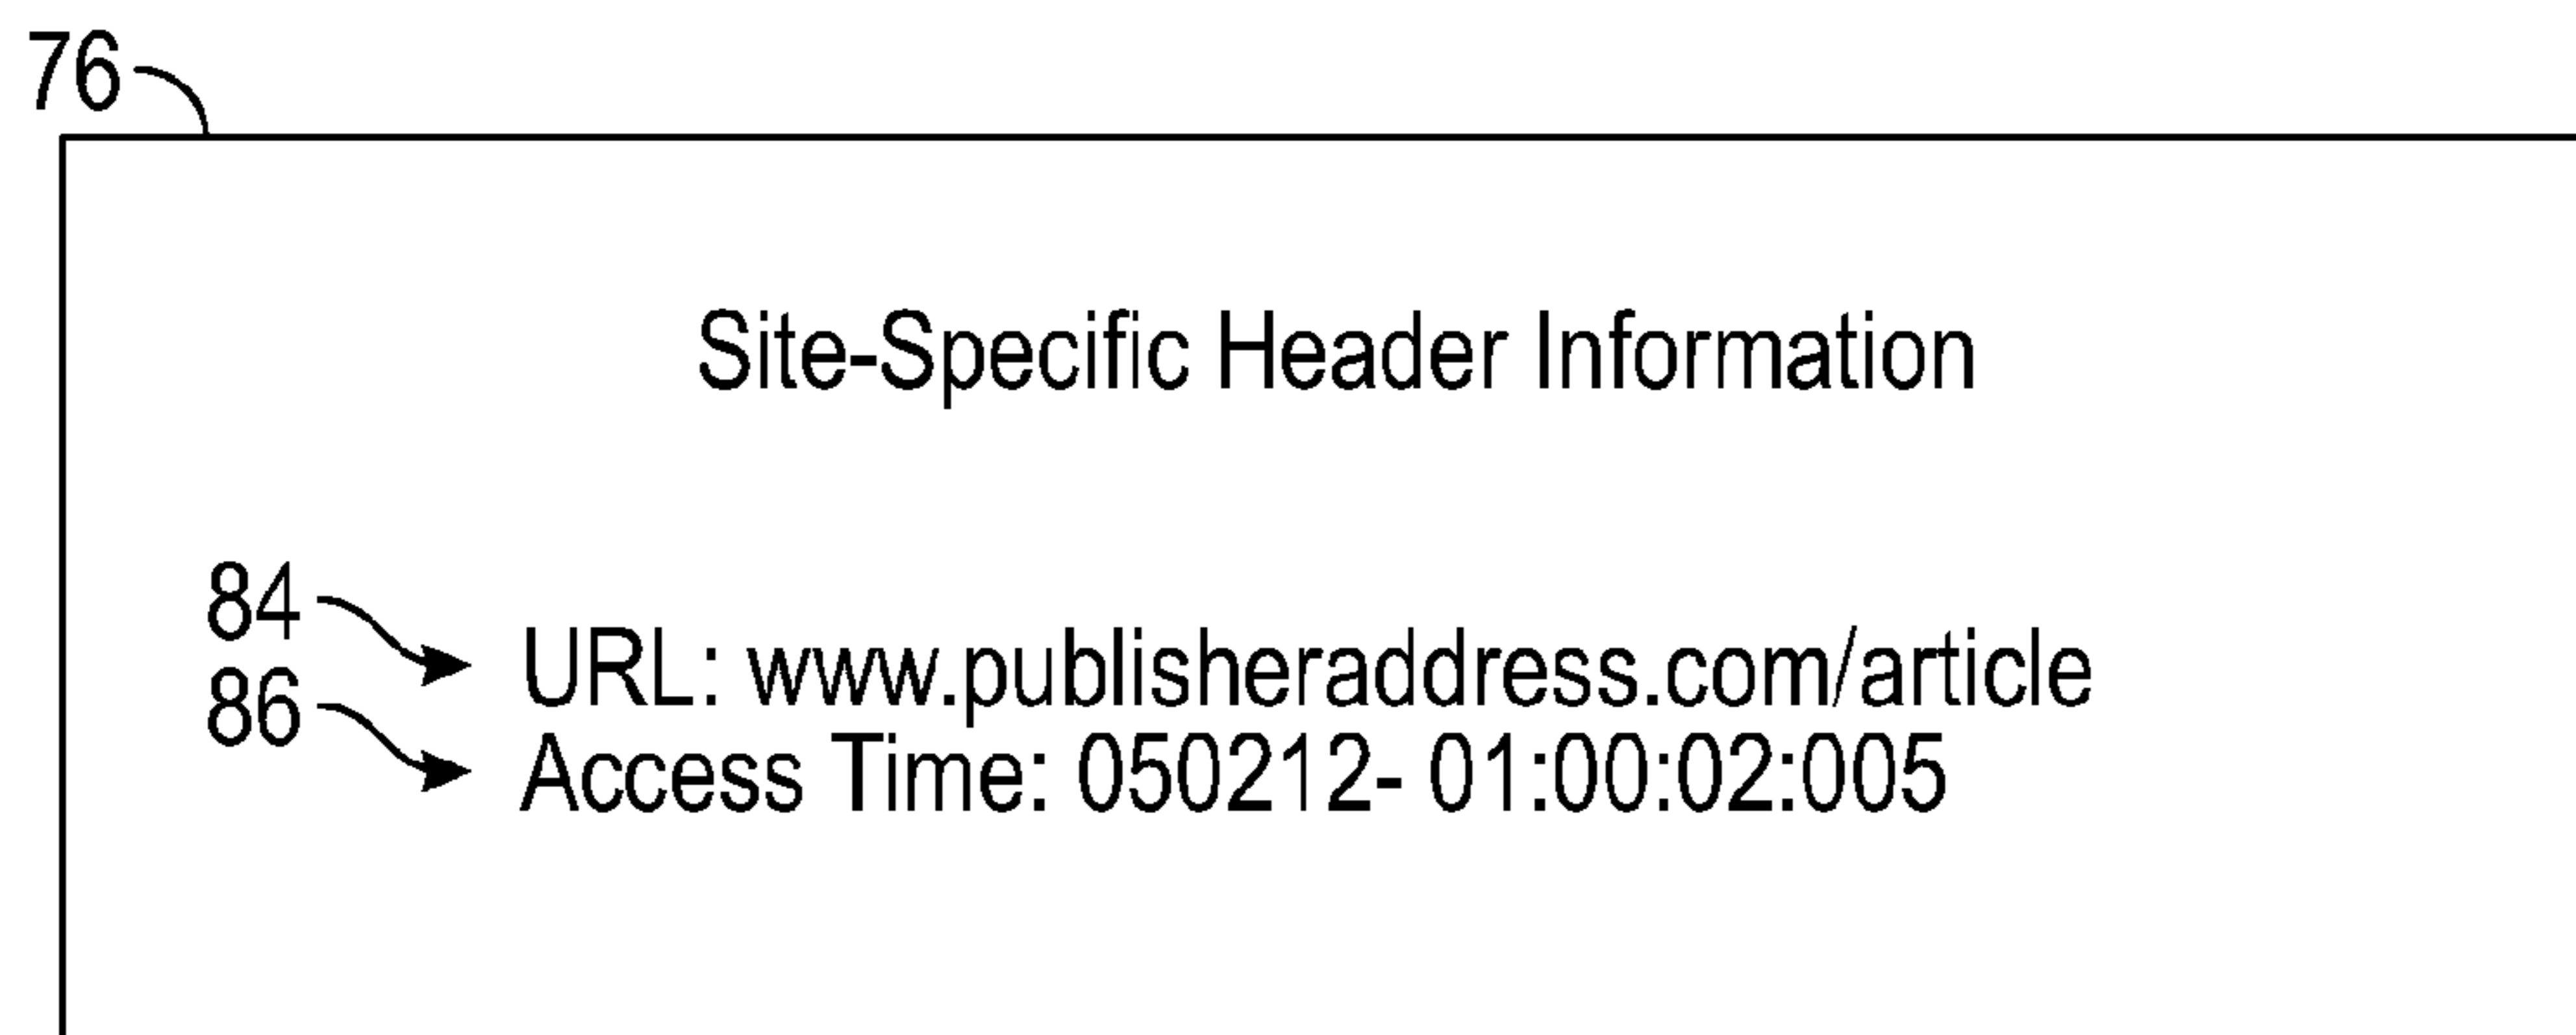 76
Site-Specific Header Information
84
URL: www.publisheraddress.com/article
86
Access Time: 050212- 01:00:02:005